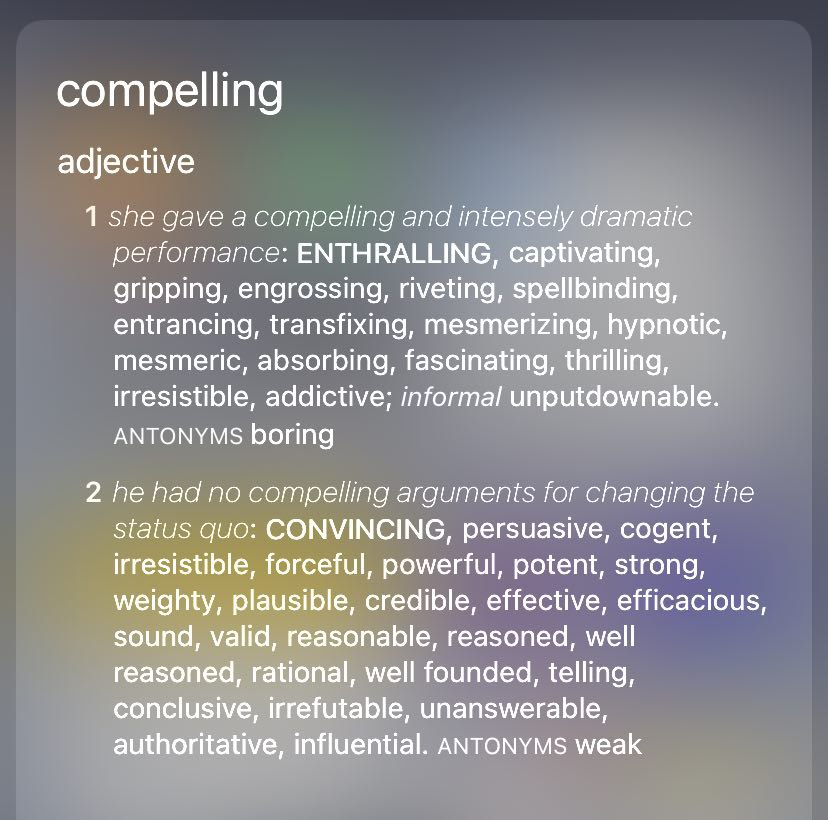 compelling
adjective
1 she gave a compelling and intensely dramatic
performance: ENTHRALLING, captivating,
gripping, engrossing, riveting, spellbinding,
entrancing, transfixing, mesmerizing, hypnotic,
mesmeric, absorbing, fascinating, thrilling,
irresistible, addictive; informal unputdownable.
ANTONYMS boring
2 he had no compelling arguments for changing the
status quo: CONVINCING, persuasive, cogent,
irresistible, forceful, powerful, potent, strong,
weighty, plausible, credible, effective, efficacious,
sound, valid, reasonable, reasoned, well
reasoned, rational, well founded, telling,
conclusive, irrefutable, unanswerable,
authoritative, influential. ANTONYMS weak